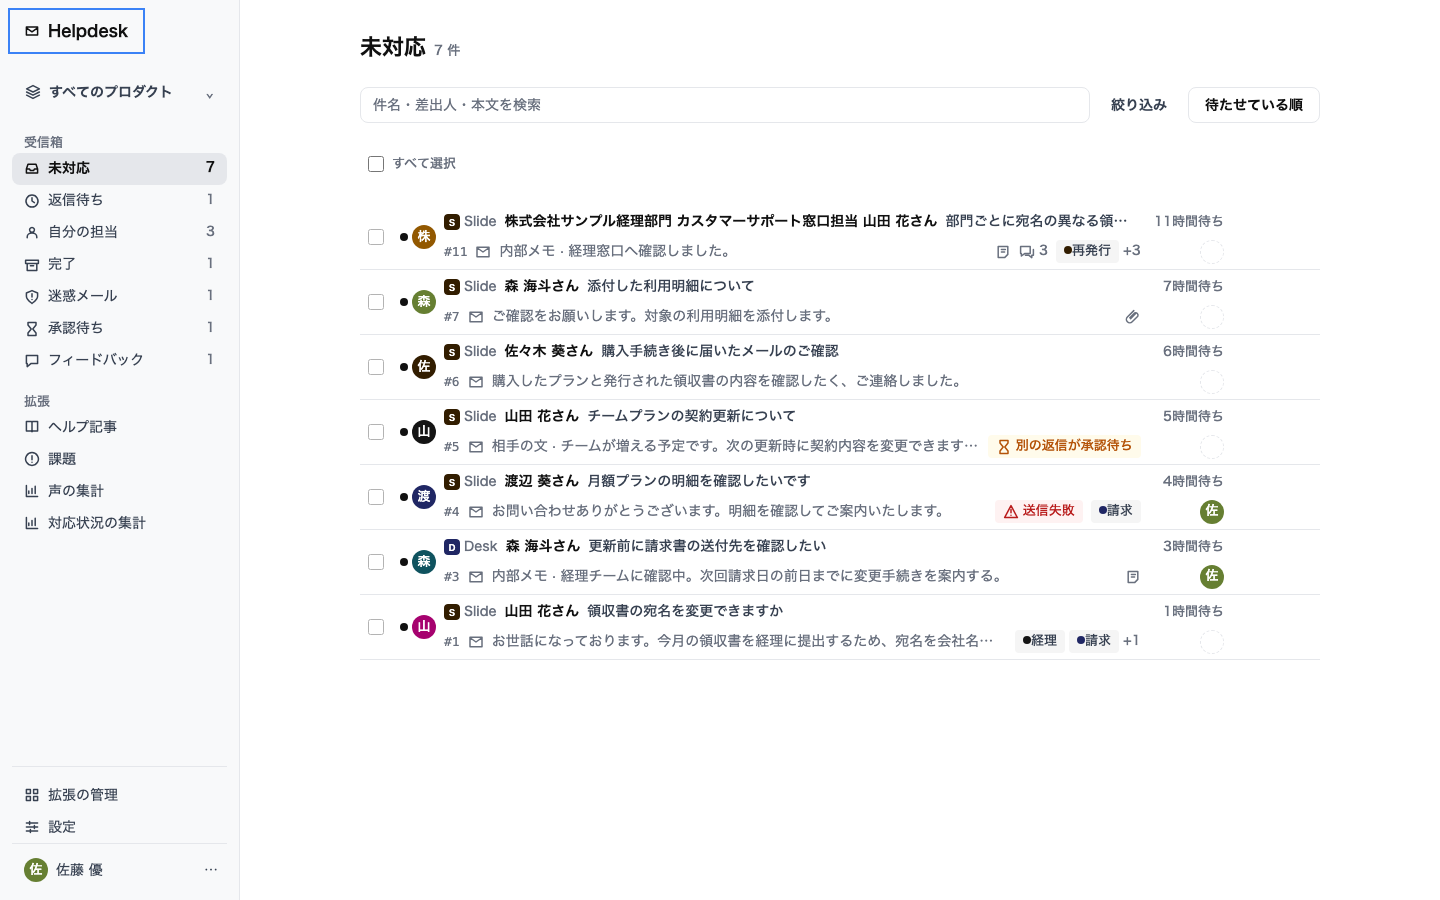 Helpdesk
すべてのプロダクト
受信箱
未対応 7
返信待ち 1
自分の担当 3
完了 1
迷惑メール 1
承認待ち 1
フィードバック 1
拡張
ヘルプ記事
課題
声の集計
対応状況の集計
拡張の管理
設定
佐 佐藤 優 …
未対応 7 件
件名・差出人・本文を検索 絞り込み 待たせている順
すべて選択
株 S Slide 株式会社サンプル経理部門 カスタマーサポート窓口担当 山田 花さん 部門ごとに宛名の異なる領… 11時間待ち
#11 内部メモ · 経理窓口へ確認しました。 3 再発行 +3
森 S Slide 森 海斗さん 添付した利用明細について 7時間待ち
#7 ご確認をお願いします。対象の利用明細を添付します。
佐 S Slide 佐々木 葵さん 購入手続き後に届いたメールのご確認 6時間待ち
#6 購入したプランと発行された領収書の内容を確認したく、ご連絡しました。
山 S Slide 山田 花さん チームプランの契約更新について 5時間待ち
#5 相手の文 · チームが増える予定です。次の更新時に契約内容を変更できます… 別の返信が承認待ち
渡 S Slide 渡辺 葵さん 月額プランの明細を確認したいです 4時間待ち
#4 お問い合わせありがとうございます。明細を確認してご案内いたします。 送信失敗 請求 佐
森 D Desk 森 海斗さん 更新前に請求書の送付先を確認したい 3時間待ち
#3 内部メモ · 経理チームに確認中。次回請求日の前日までに変更手続きを案内する。 佐
山 S Slide 山田 花さん 領収書の宛名を変更できますか 1時間待ち
#1 お世話になっております。今月の領収書を経理に提出するため、宛名を会社名… 経理 請求 +1